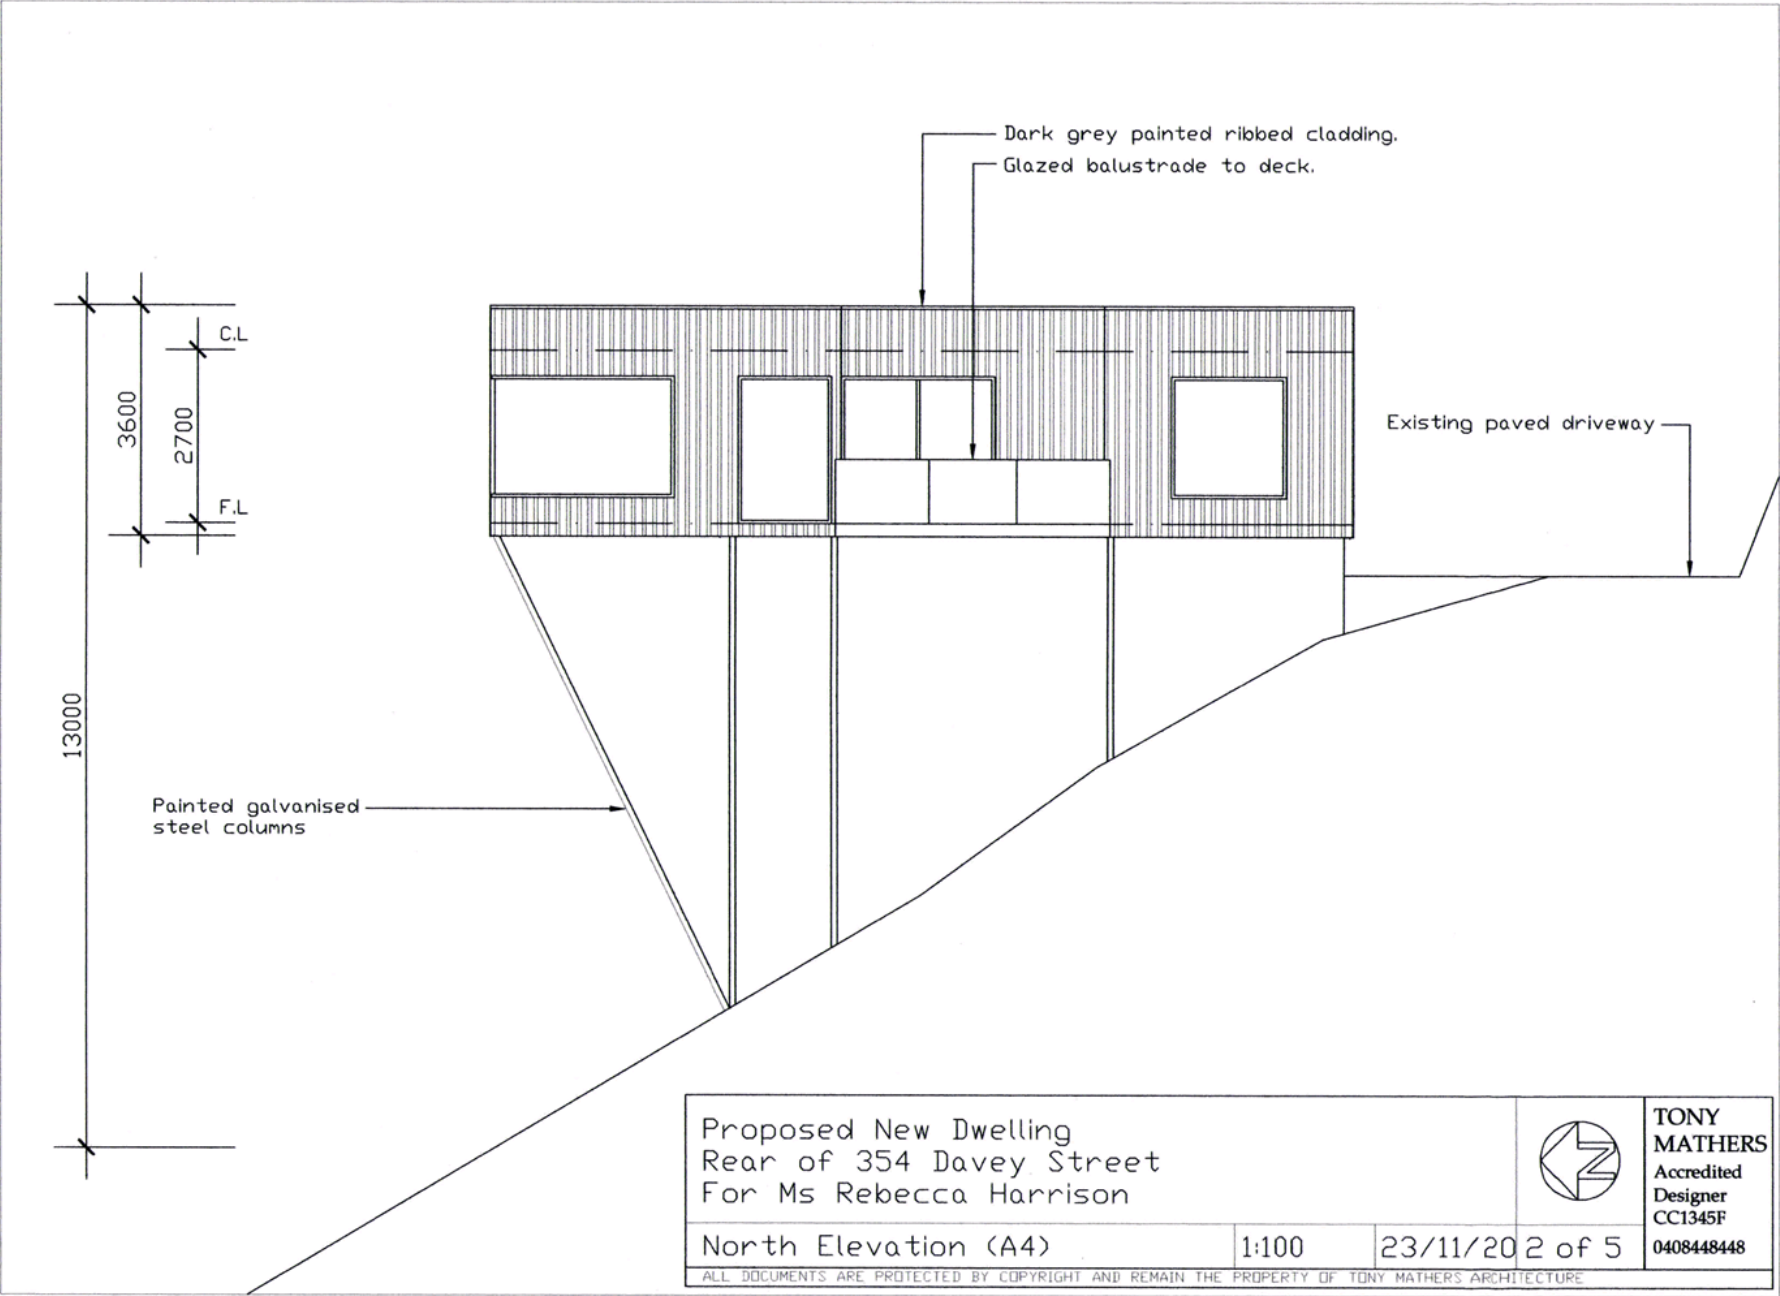 Dark grey painted ribbed cladding.
Glazed balustrade to deck.
C.L
3600
2700
Existing paved driveway
F.L
13000
Painted galvanised
steel columns
Proposed New Dwelling
Rear of 354 Davey Street
For Ms Rebecca Harrison
North Elevation (A4)
1:100
23/11/20
2 of 5
N
TONY
MATHERS
Accredited
Designer
CC1345F
0408448448
ALL DOCUMENTS ARE PROTECTED BY COPYRIGHT AND REMAIN THE PROPERTY OF TONY MATHERS ARCHITECTURE